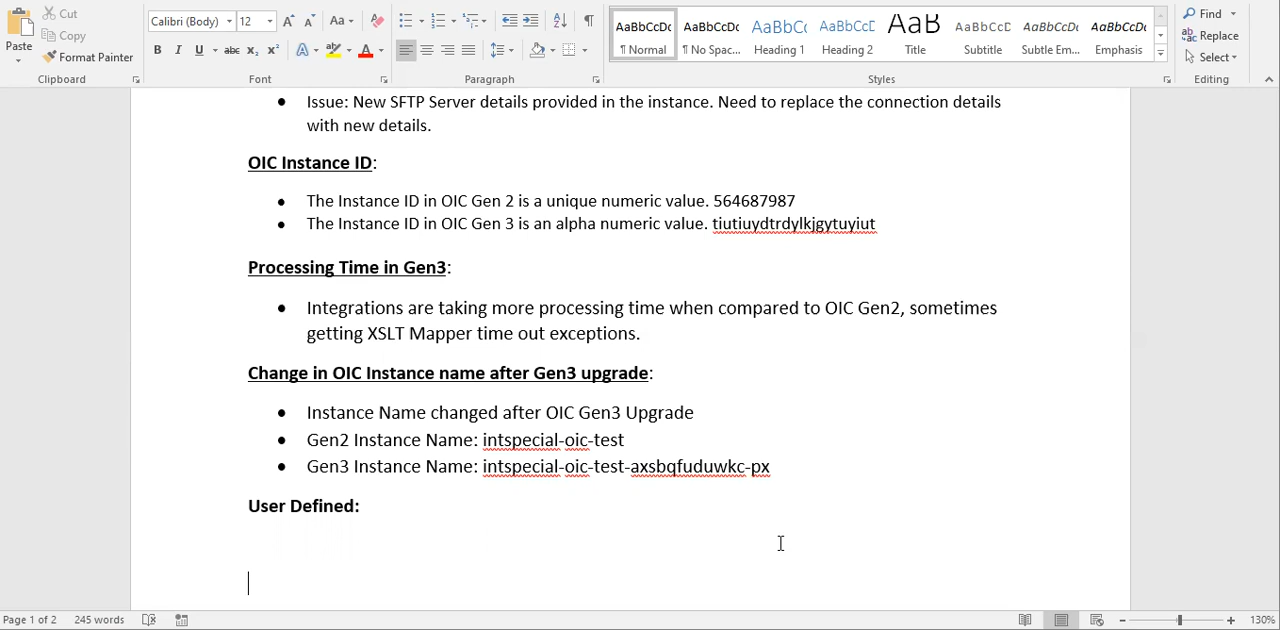 Cut
Copy
Paste
Format Painter
Clipboard
Calibri (Body)
12
Aa
B I U abc X₂ X² A ab A
Font
Paragraph
AaBbCcDc AaBbCcDc AaBbCc AaBbCcD AaB AaBbCcD AaBbCcDc AaBbCcDc
¶ Normal ¶ No Spac... Heading 1 Heading 2 Title Subtitle Subtle Em... Emphasis
Styles
Find
Replace
Select
Editing
• Issue: New SFTP Server details provided in the instance. Need to replace the connection details
with new details.
OIC Instance ID:
• The Instance ID in OIC Gen 2 is a unique numeric value. 564687987
• The Instance ID in OIC Gen 3 is an alpha numeric value. tiutiuydtrdylkjgytuyiut
Processing Time in Gen3:
• Integrations are taking more processing time when compared to OIC Gen2, sometimes
getting XSLT Mapper time out exceptions.
Change in OIC Instance name after Gen3 upgrade:
• Instance Name changed after OIC Gen3 Upgrade
• Gen2 Instance Name: intspecial-oic-test
• Gen3 Instance Name: intspecial-oic-test-axsbqfuduwkc-px
User Defined:
Page 1 of 2 245 words 130%